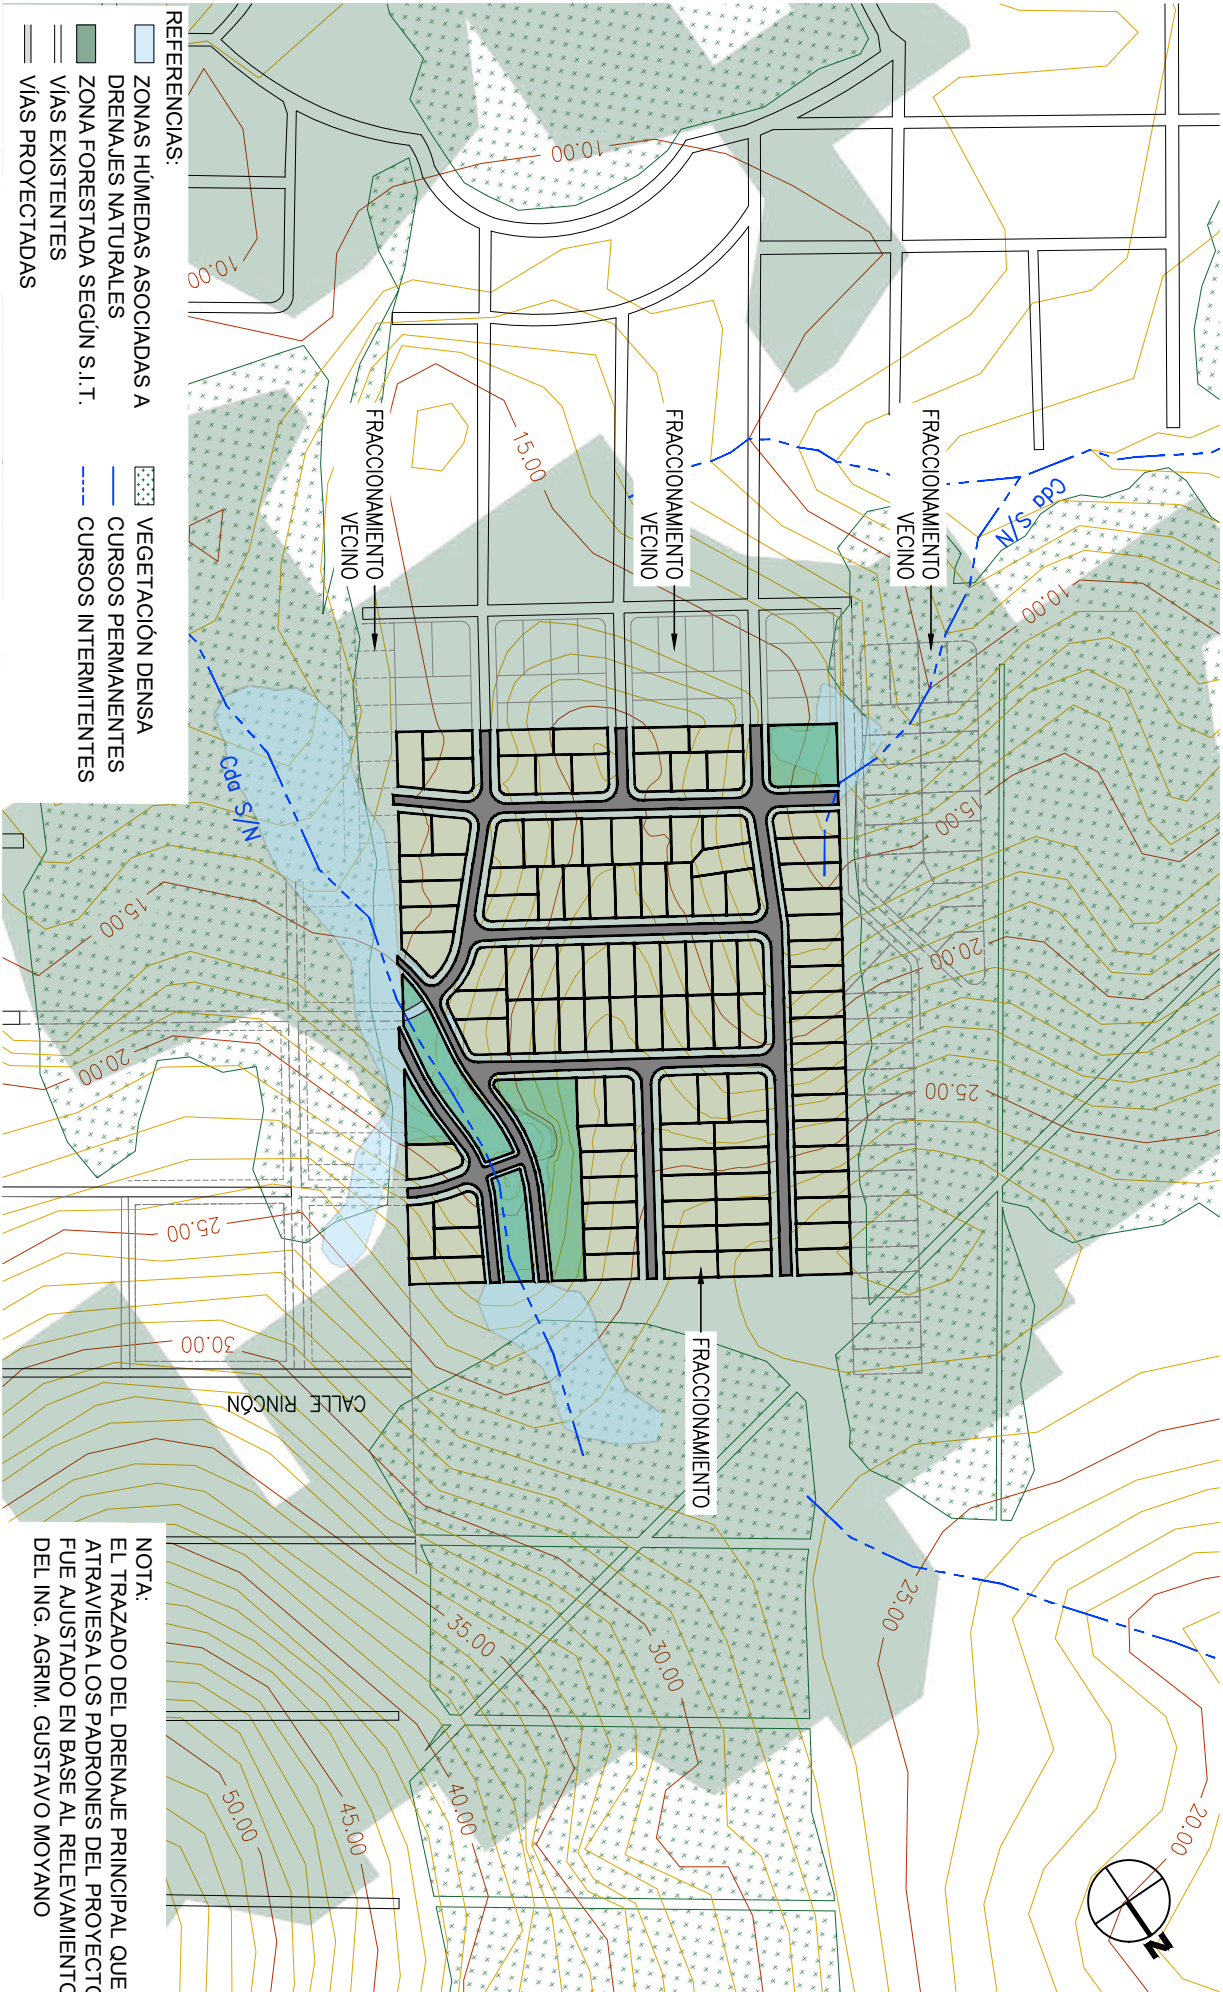 REFERENCIAS:
ZONAS HÚMEDAS ASOCIADAS A
DRENAJES NATURALES
ZONA FORESTADA SEGÚN S.I.T.
VÍAS EXISTENTES
VÍAS PROYECTADAS
VEGETACIÓN DENSA
CURSOS PERMANENTES
CURSOS INTERMITENTES
FRACCIONAMIENTO
VECINO
FRACCIONAMIENTO
VECINO
FRACCIONAMIENTO
VECINO
FRACCIONAMIENTO
Cda S/N
Cda S/N
CALLE RINCÓN
10.00
10.00
15.00
10.00
15.00
20.00
25.00
15.00
20.00
25.00
30.00
25.00
20.00
30.00
35.00
40.00
45.00
50.00
N
NOTA:
EL TRAZADO DEL DRENAJE PRINCIPAL QUE
ATRAVIESA LOS PADRONES DEL PROYECTO
FUE AJUSTADO EN BASE AL RELEVAMIENTO
DEL ING. AGRIM. GUSTAVO MOYANO